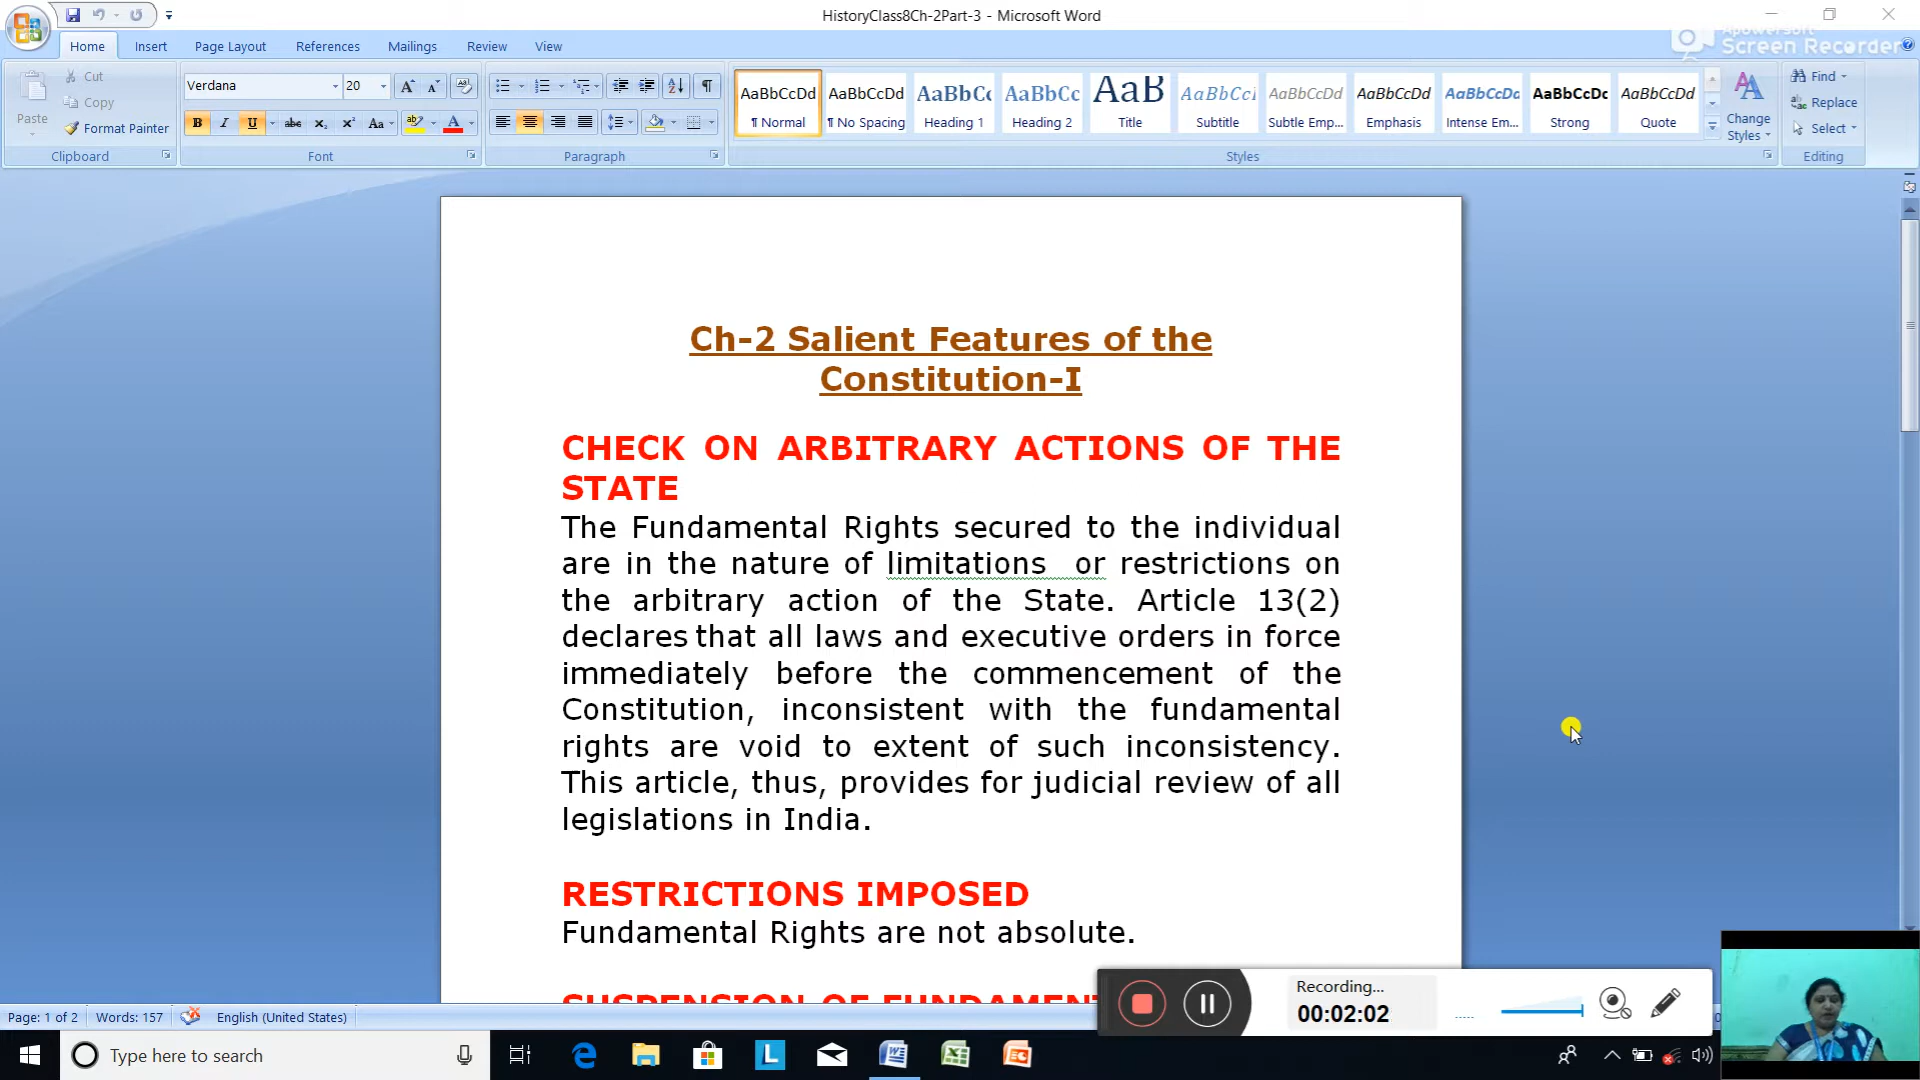 HistoryClass8Ch-2Part-3 - Microsoft Word
Apowersoft
Screen Recorder
Home Insert Page Layout References Mailings Review View
Cut
Copy
Paste
Format Painter
Clipboard
Verdana 20
Font
Paragraph
AaBbCcDd AaBbCcDd AaBbCc AaBbCc AaB AaBbCcI AaBbCcDd AaBbCcDd AaBbCcDd AaBbCcDc AaBbCcDd
¶ Normal ¶ No Spacing Heading 1 Heading 2 Title Subtitle Subtle Emp... Emphasis Intense Em... Strong Quote
Styles
Change
Styles
Find
Replace
Select
Editing
Ch-2 Salient Features of the
Constitution-I
CHECK ON ARBITRARY ACTIONS OF THE
STATE
The Fundamental Rights secured to the individual
are in the nature of limitations or restrictions on
the arbitrary action of the State. Article 13(2)
declares that all laws and executive orders in force
immediately before the commencement of the
Constitution, inconsistent with the fundamental
rights are void to extent of such inconsistency.
This article, thus, provides for judicial review of all
legislations in India.
RESTRICTIONS IMPOSED
Fundamental Rights are not absolute.
SUSPENSION OF FUNDAMENT
Recording...
00:02:02
Page: 1 of 2 Words: 157 English (United States)
Type here to search